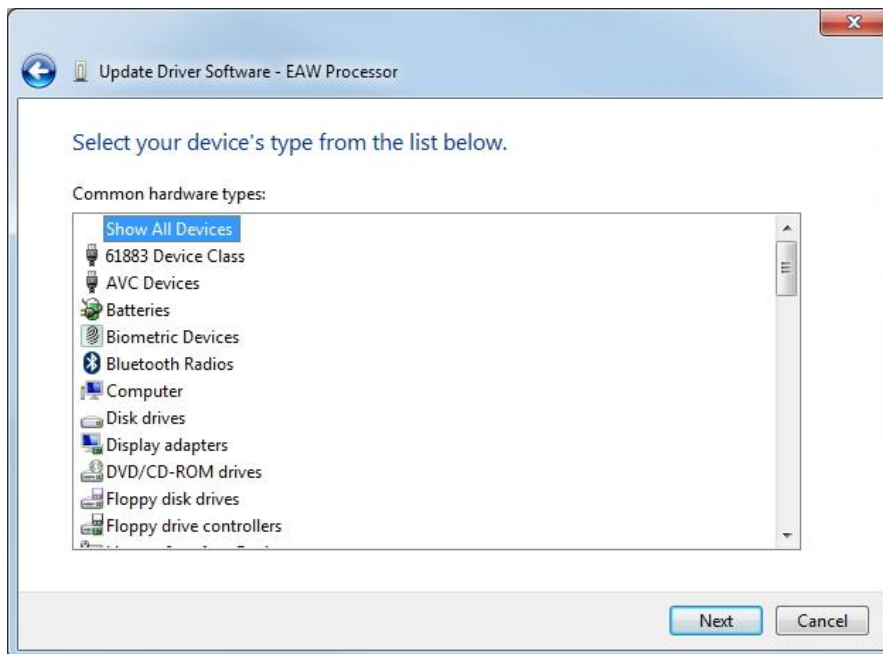 Update Driver Software - EAW Processor
Select your device's type from the list below.
Common hardware types:
Show All Devices
61883 Device Class
AVC Devices
Batteries
Biometric Devices
Bluetooth Radios
Computer
Disk drives
Display adapters
DVD/CD-ROM drives
Floppy disk drives
Floppy drive controllers
Next Cancel